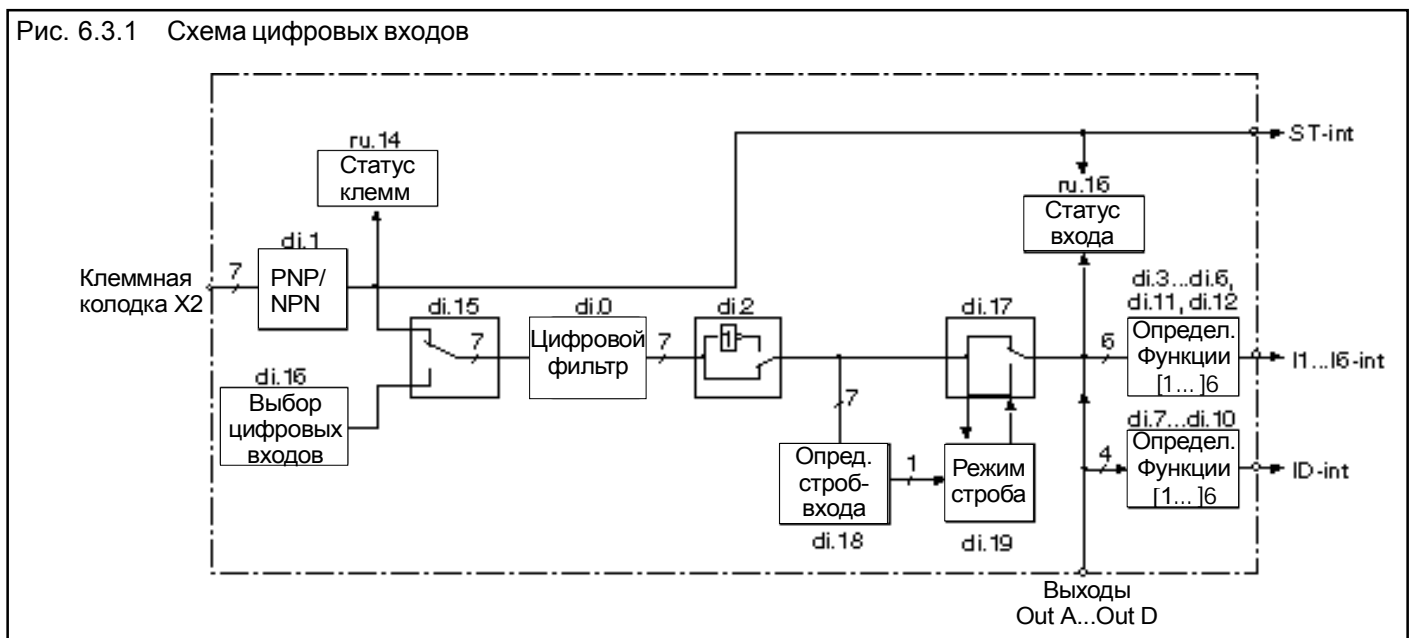 Рис. 6.3.1 Схема цифровых входов
ru.14
Статус
клемм
ST-int
ru.16
Статус
входа
di.1
PNP/
NPN
Клеммная
колодка X2
7
di.15
7
di.0
Цифровой
фильтр
7
di.2
1
di.17
6
di.3...di.6,
di.11, di.12
Определ.
Функции
[1... ]6
I1...I6-int
di.16
Выбор
цифровых
входов
7
Опред.
строб-
входа
di.18
1
Режим
строба
di.19
4
di.7...di.10
Определ.
Функции
[1... ]6
ID-int
Выходы
Out A...Out D